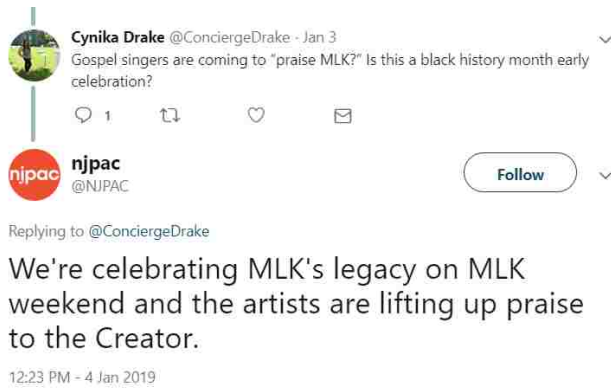 Cynika Drake @ConciergeDrake - Jan 3
Gospel singers are coming to “praise MLK?” Is this a black history month early
celebration?
1
njpac
njpac
@NJPAC
Follow
Replying to @ConciergeDrake
We're celebrating MLK's legacy on MLK
weekend and the artists are lifting up praise
to the Creator.
12:23 PM - 4 Jan 2019